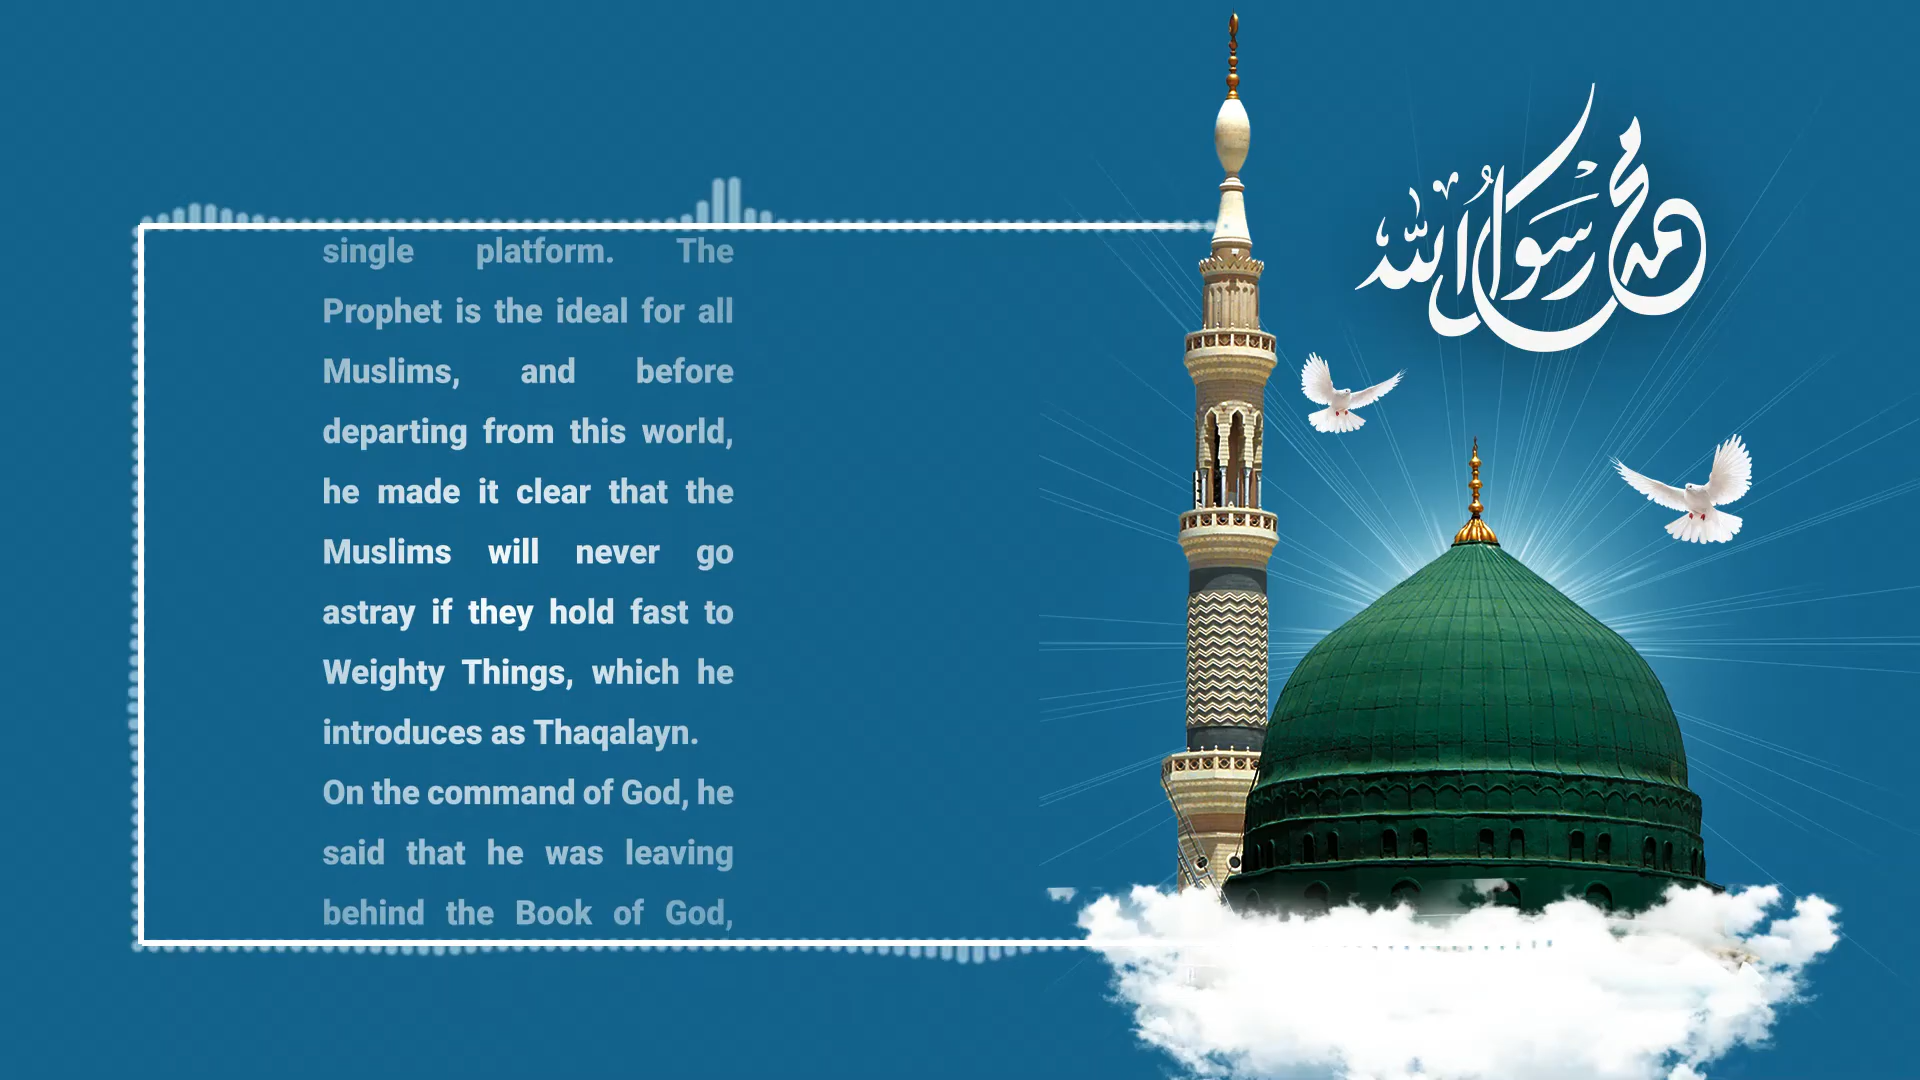 single platform. The
Prophet is the ideal for all
Muslims, and before
departing from this world,
he made it clear that the
Muslims will never go
astray if they hold fast to
Weighty Things, which he
introduces as Thaqalayn.
On the command of God, he
said that he was leaving
behind the Book of God,
محمد رسول الله